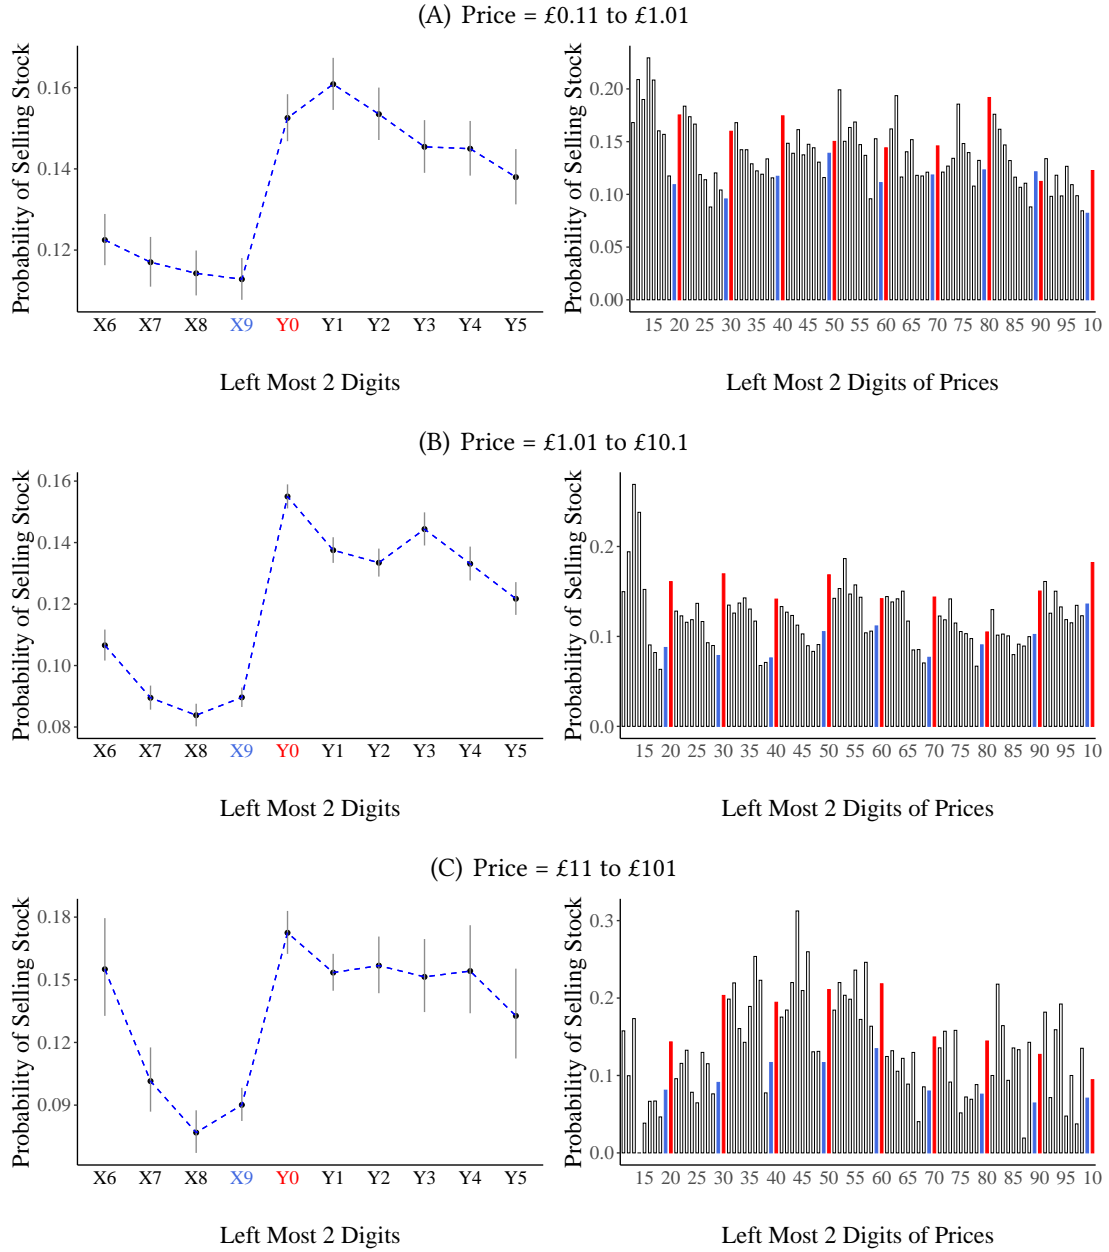 (A) Price = £0.11 to £1.01
Probability of Selling Stock
0.16
0.14
0.12
X6 X7 X8 X9 Y0 Y1 Y2 Y3 Y4 Y5
Left Most 2 Digits
Probability of Selling Stock
0.20
0.15
0.10
0.05
0.00
15 20 25 30 35 40 45 50 55 60 65 70 75 80 85 90 95 10
Left Most 2 Digits of Prices
(B) Price = £1.01 to £10.1
Probability of Selling Stock
0.16
0.14
0.12
0.10
0.08
X6 X7 X8 X9 Y0 Y1 Y2 Y3 Y4 Y5
Left Most 2 Digits
Probability of Selling Stock
0.2
0.1
0.0
15 20 25 30 35 40 45 50 55 60 65 70 75 80 85 90 95 10
Left Most 2 Digits of Prices
(C) Price = £11 to £101
Probability of Selling Stock
0.18
0.15
0.12
0.09
X6 X7 X8 X9 Y0 Y1 Y2 Y3 Y4 Y5
Left Most 2 Digits
Probability of Selling Stock
0.3
0.2
0.1
0.0
15 20 25 30 35 40 45 50 55 60 65 70 75 80 85 90 95 10
Left Most 2 Digits of Prices